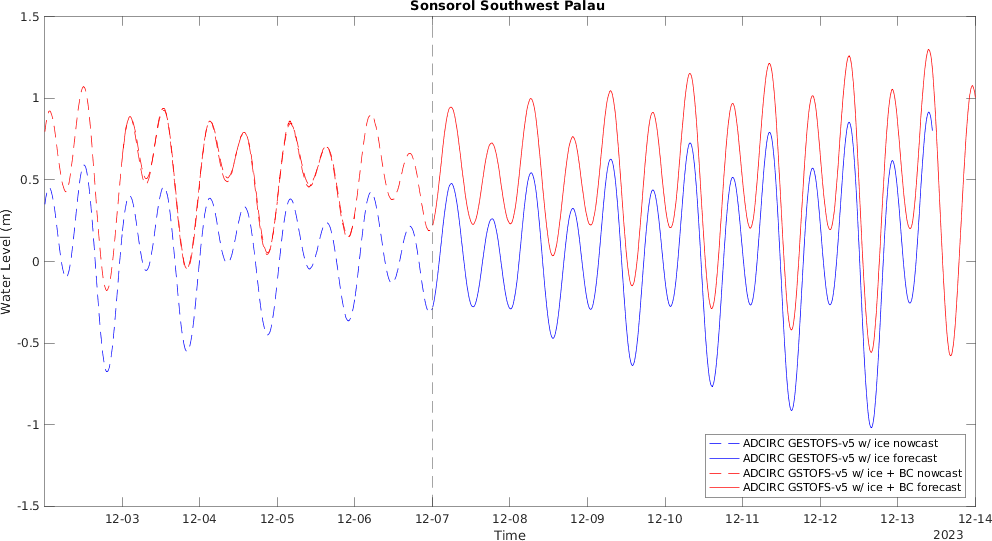 Sonsorol Southwest Palau
1.5
1
0.5
0
-0.5
-1
-1.5
Water Level (m)
12-03
12-04
12-05
12-06
12-07
12-08
12-09
12-10
12-11
12-12
12-13
12-14
2023
Time
ADCIRC GESTOFS-v5 w/ ice nowcast
ADCIRC GESTOFS-v5 w/ ice forecast
ADCIRC GSTOFS-v5 w/ ice + BC nowcast
ADCIRC GSTOFS-v5 w/ ice + BC forecast